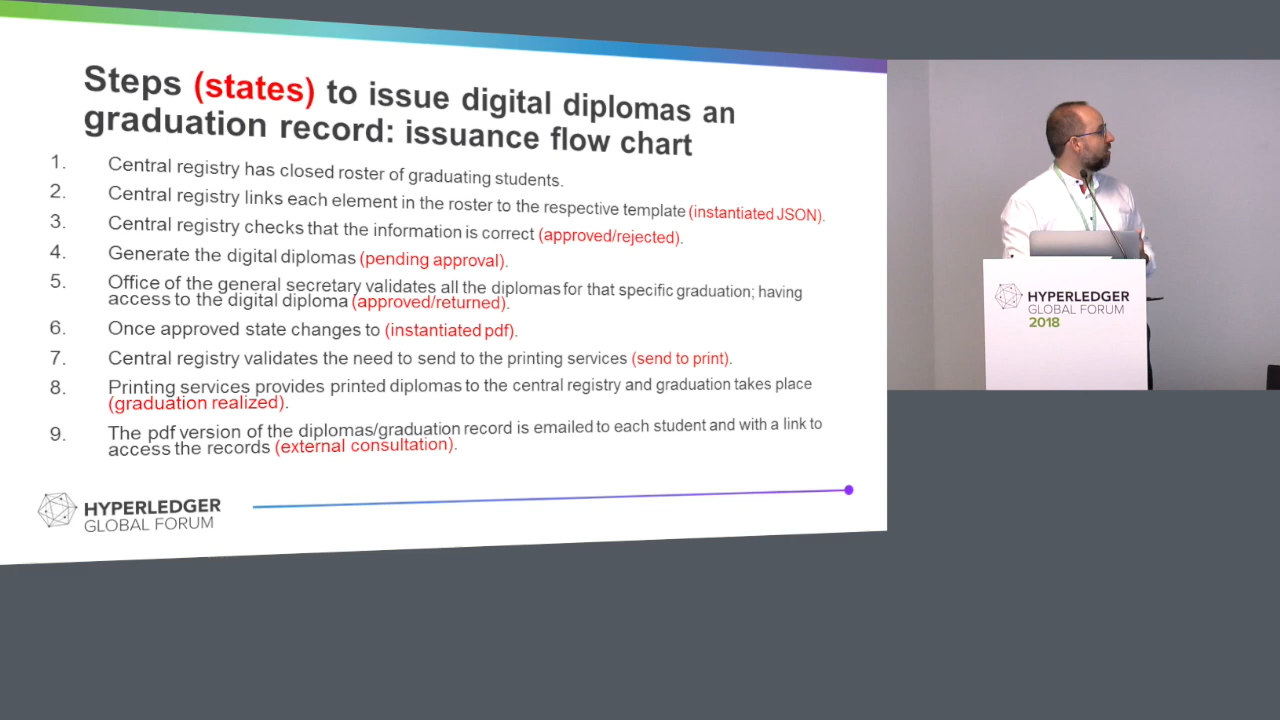 Steps (states) to issue digital diplomas an
graduation record: issuance flow chart
1. Central registry has closed roster of graduating students.
2. Central registry links each element in the roster to the respective template (instantiated JSON).
3. Central registry checks that the information is correct (approved/rejected).
4. Generate the digital diplomas (pending approval).
5. Office of the general secretary validates all the diplomas for that specific graduation; having
access to the digital diploma (approved/returned).
6. Once approved state changes to (instantiated pdf).
7. Central registry validates the need to send to the printing services (send to print).
8. Printing services provides printed diplomas to the central registry and graduation takes place
(graduation realized).
9. The pdf version of the diplomas/graduation record is emailed to each student and with a link to
access the records (external consultation).
HYPERLEDGER
GLOBAL FORUM
HYPERLEDGER
GLOBAL FORUM
2018